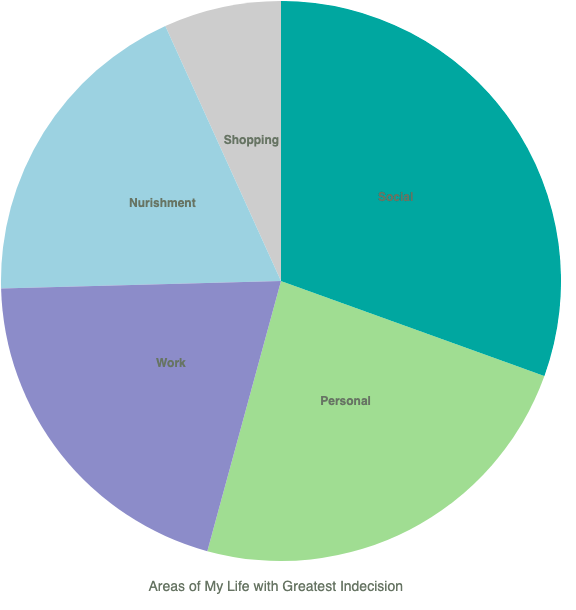 Shopping
Social
Nurishment
Work
Personal
Areas of My Life with Greatest Indecision